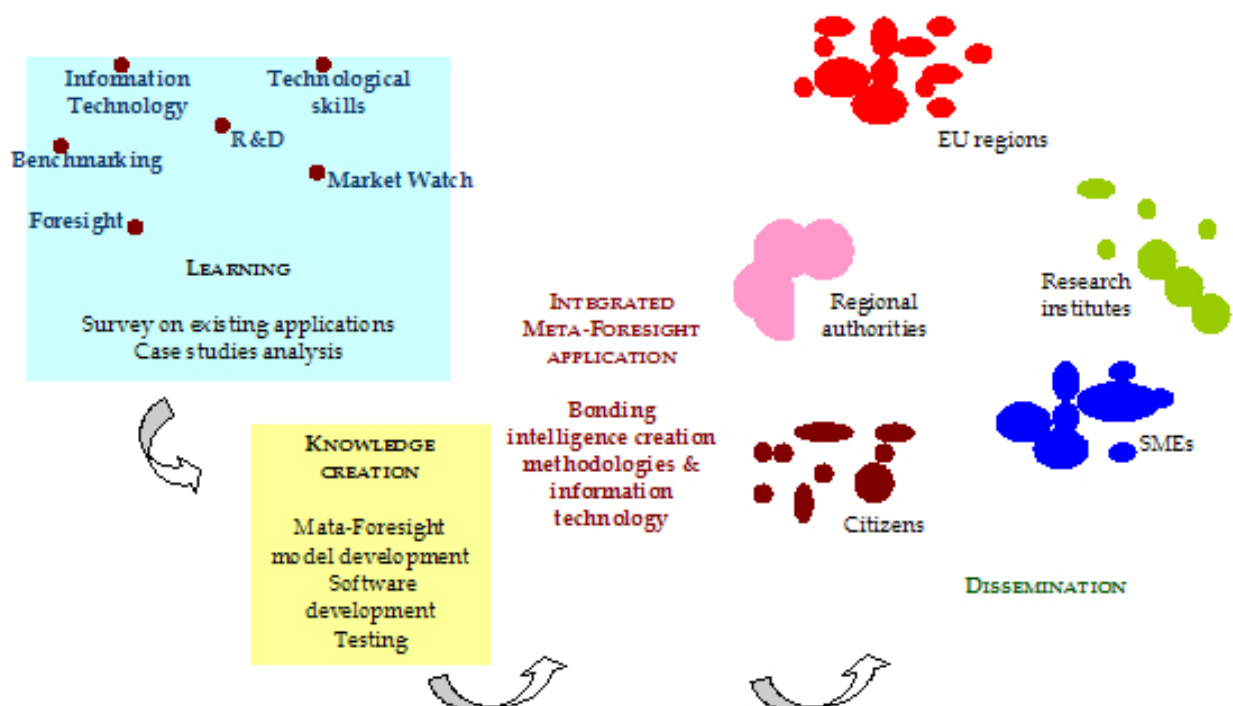 Information
Technology
Technological
skills
R&D
Benchmarking
Market Watch
Foresight
LEARNING
Survey on existing applications
Case studies analysis
KNOWLEDGE
CREATION
Mata-Foresight
model development
Software
development
Testing
INTEGRATED
META-FORESIGHT
APPLICATION
Bonding
intelligence creation
methodologies &
information
technology
EU regions
Research
institutes
Regional
authorities
SMEs
Citizens
DISSEMINATION